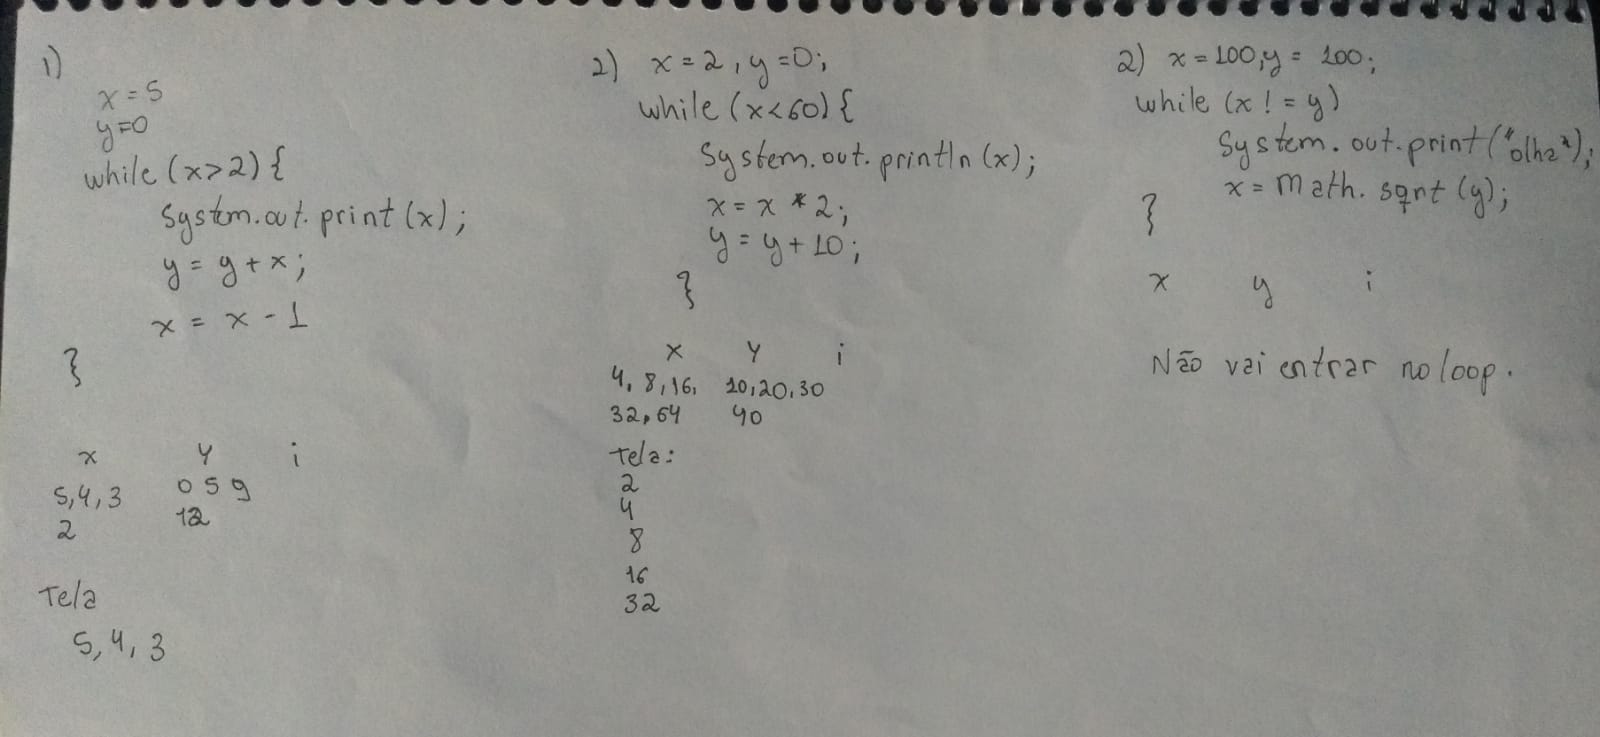 1)
x = 5
y=0
while (x>2) {
System.out.print (x);
y = y + x;
x = x - 1
}
x y i
5,4,3 0 5 9
2 12
Tela
5, 4, 3
2) x = 2, y = 0;
while (x<60) {
System.out.println (x);
x = x * 2;
y = y + 10;
}
x y i
4, 8, 16, 10, 20, 30
32, 64 40
Tela:
2
4
8
16
32
2) x = 100, y = 100;
while (x != y)
System.out.print ("olha");
x = Math. sqrt (y);
}
x y i
Não vai entrar no loop.